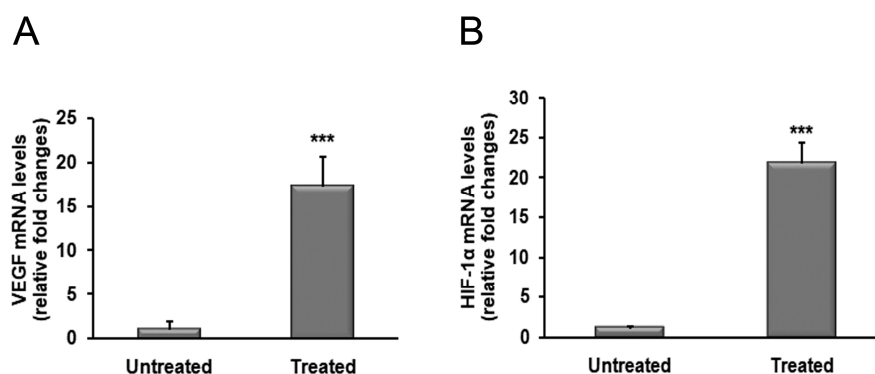 A
VEGF mRNA levels
(relative fold changes)
25
20
15
10
5
0
***
Untreated
Treated
B
HIF-1α mRNA levels
(relative fold changes)
30
25
20
15
10
5
0
***
Untreated
Treated